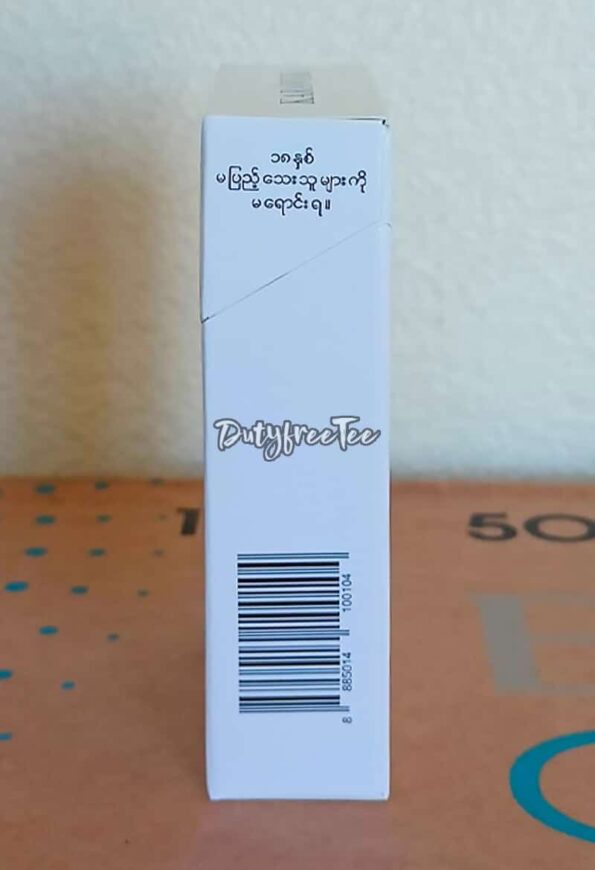 ၁၈နှစ်
မပြည့်သေးသူများကို
မရောင်းရ။
DutyfreeTee
50
8 885014 100104